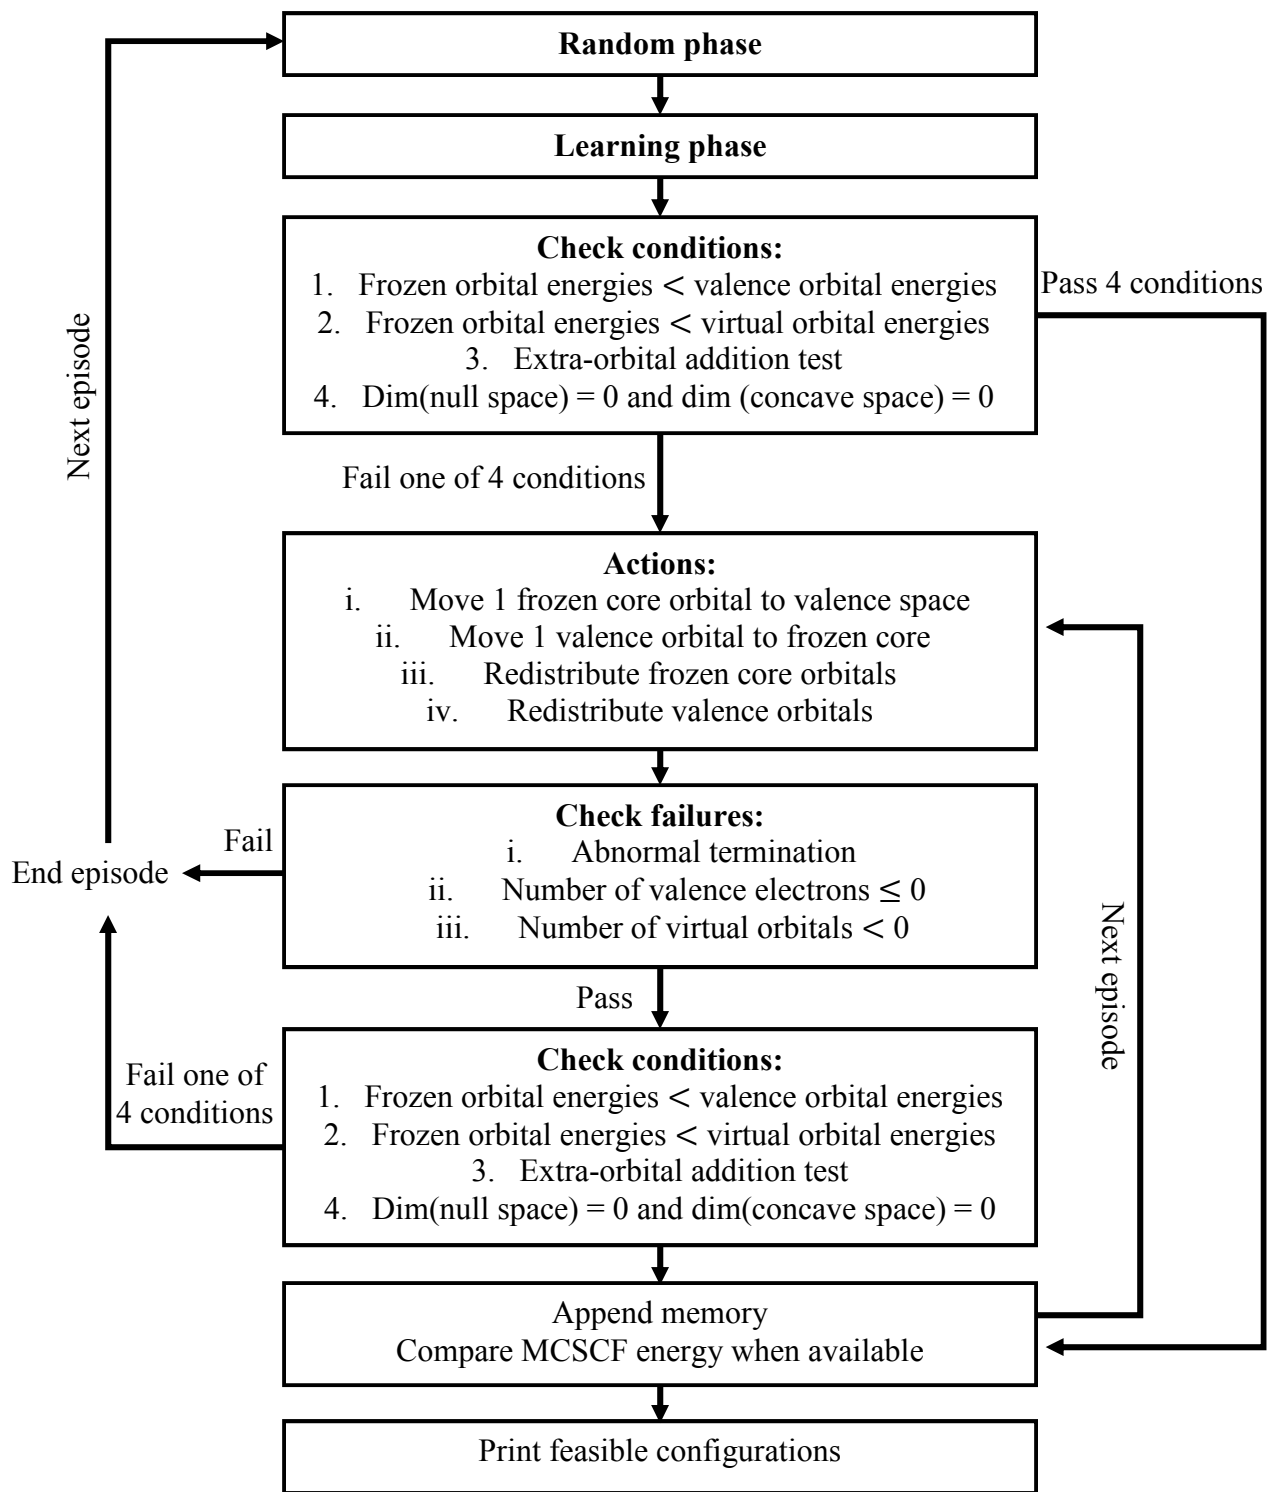 Random phase
Learning phase
Check conditions:
1. Frozen orbital energies < valence orbital energies
2. Frozen orbital energies < virtual orbital energies
3. Extra-orbital addition test
4. Dim(null space) = 0 and dim (concave space) = 0
Pass 4 conditions
Next episode
Fail one of 4 conditions
Actions:
i. Move 1 frozen core orbital to valence space
ii. Move 1 valence orbital to frozen core
iii. Redistribute frozen core orbitals
iv. Redistribute valence orbitals
Check failures:
i. Abnormal termination
ii. Number of valence electrons ≤ 0
iii. Number of virtual orbitals < 0
Fail
End episode
Pass
Next episode
Check conditions:
1. Frozen orbital energies < valence orbital energies
2. Frozen orbital energies < virtual orbital energies
3. Extra-orbital addition test
4. Dim(null space) = 0 and dim(concave space) = 0
Fail one of
4 conditions
Append memory
Compare MCSCF energy when available
Print feasible configurations